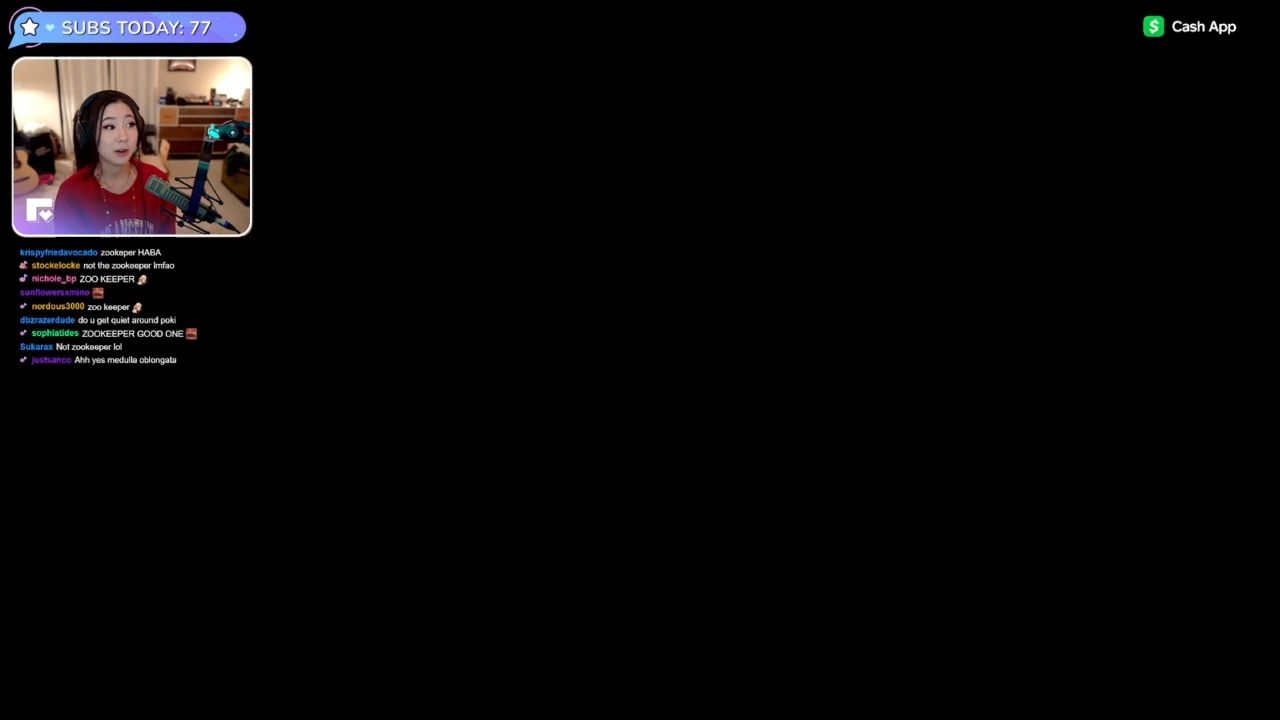 SUBS TODAY: 77
Cash App
krispyfriedavocado zookeper HABA
stockelocke not the zookeeper lmfao
nichole_bp ZOO KEEPER
sunflowersxmino
nordous3000 zoo keeper
dbzrazerdude do u get quiet around poki
sophiatides ZOOKEEPER GOOD ONE
Sukarax Not zookeeper lol
justsanco Ahh yes medulla oblongata